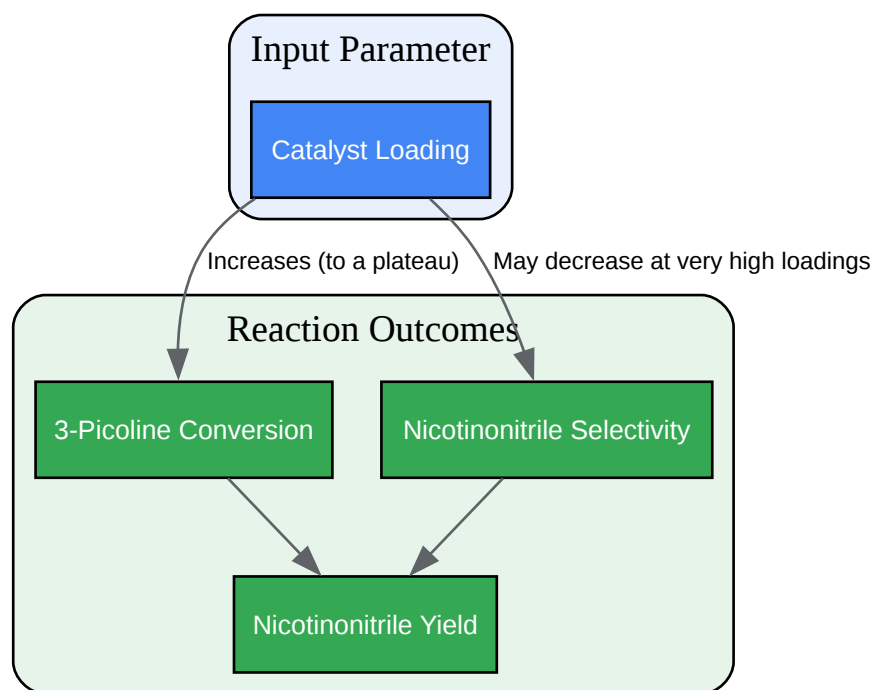 Input Parameter
Catalyst Loading
Increases (to a plateau)
May decrease at very high loadings
Reaction Outcomes
3-Picoline Conversion
Nicotinonitrile Selectivity
Nicotinonitrile Yield